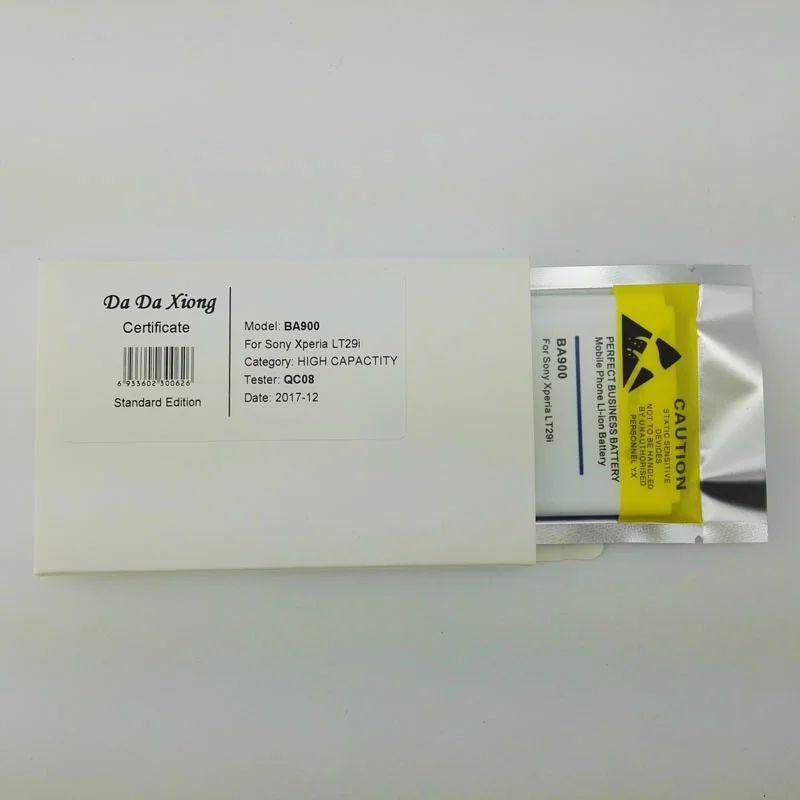 Da Da Xiong
Certificate
6 933602 300626
Standard Edition
Model: BA900
For Sony Xperia LT29i
Category: HIGH CAPACTITY
Tester: QC08
Date: 2017-12
CAUTION
STATIC SENSITIVE
DEVICES
NOT TO BE HANDLED
BY UNAUTHORISED
PERSONNEL YX
PERFECT BUSINESS BATTERY
Mobile Phone LI-ion Battery
BA900
For Sony Xperia LT29i